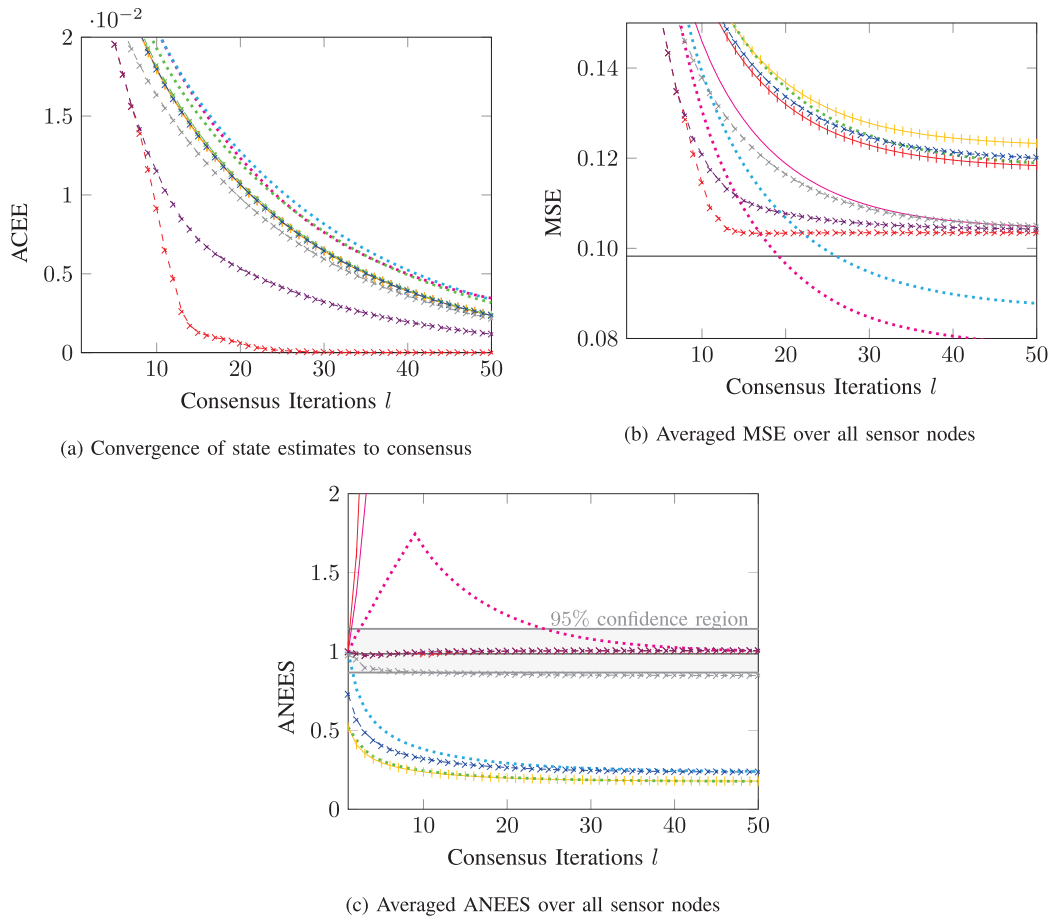 ·10⁻²
2
1.5
1
0.5
0
ACEE
10 20 30 40 50
Consensus Iterations l
(a) Convergence of state estimates to consensus
0.14
0.12
0.10
0.08
MSE
10 20 30 40 50
Consensus Iterations l
(b) Averaged MSE over all sensor nodes
2
1.5
1
0.5
0
ANEES
95% confidence region
10 20 30 40 50
Consensus Iterations l
(c) Averaged ANEES over all sensor nodes